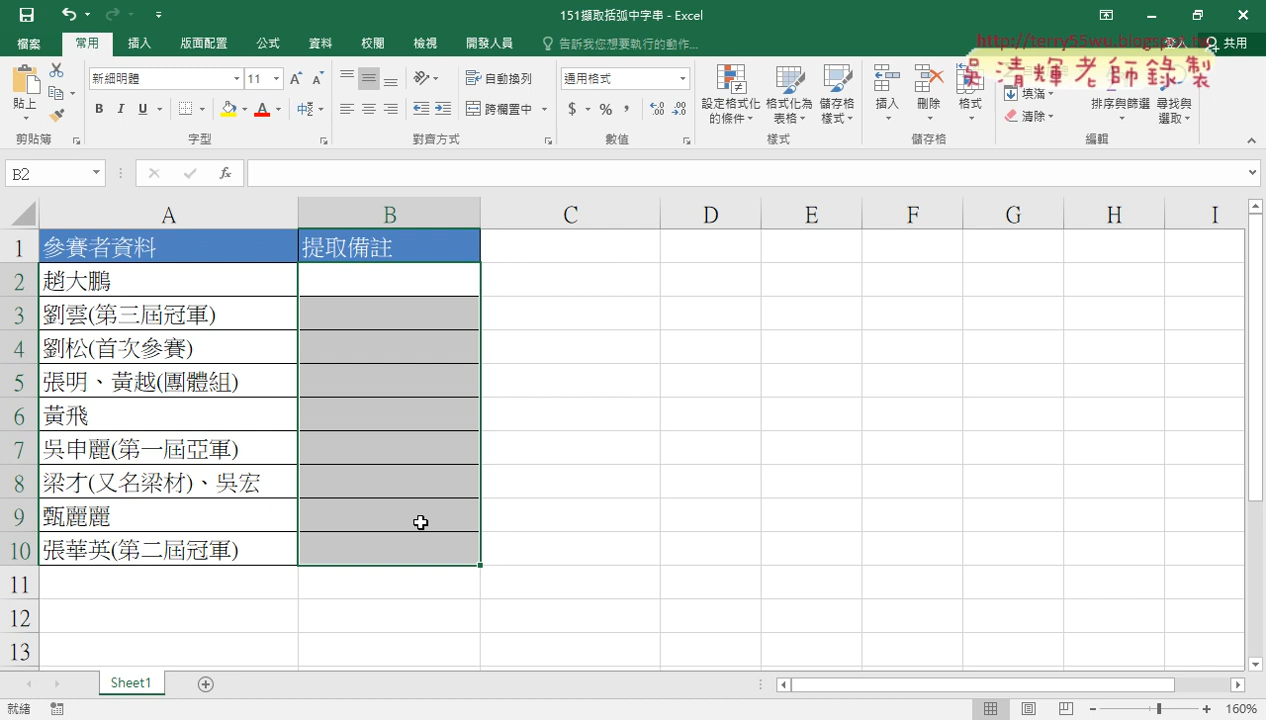 151擷取括弧中字串 - Excel
檔案 常用 插入 版面配置 公式 資料 校閱 檢視 開發人員 告訴我您想要執行的動作... 登入 共用
http://terry55wu.blogspot.tw
吳清輝老師錄製
貼上 新細明體 11 自動換列 通用格式 設定格式化的條件 格式化為表格 儲存格樣式 插入 刪除 格式 填滿 排序與篩選 尋找與選取
B I U 中 跨欄置中 $ % , 清除
剪貼簿 字型 對齊方式 數值 樣式 儲存格 編輯
B2 fx
A B C D E F G H I
1 參賽者資料 提取備註
2 趙大鵬
3 劉雲(第三屆冠軍)
4 劉松(首次參賽)
5 張明、黃越(團體組)
6 黃飛
7 吳申麗(第一屆亞軍)
8 梁才(又名梁材)、吳宏
9 甄麗麗
10 張華英(第二屆冠軍)
11
12
13
Sheet1
就緒 160%